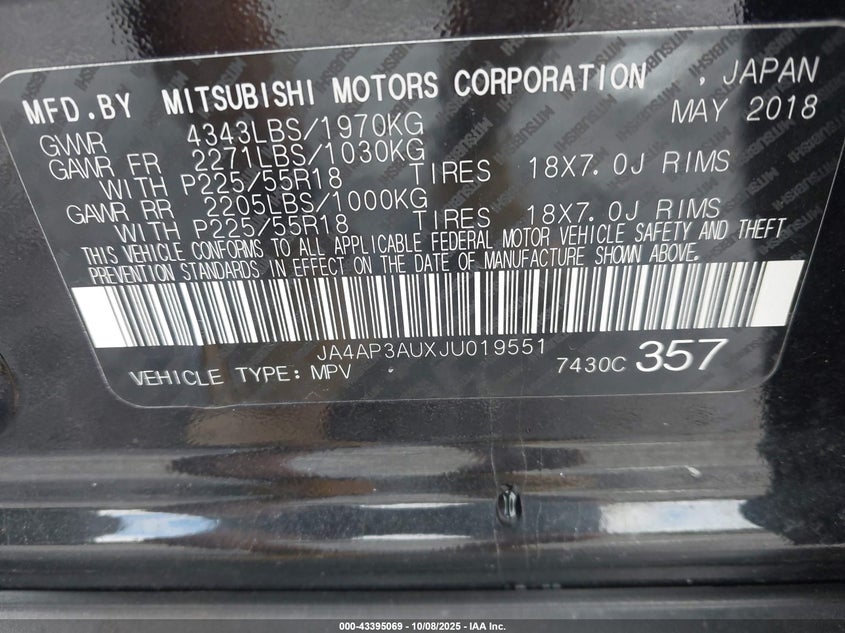 MFD.BY MITSUBISHI MOTORS CORPORATION , JAPAN
MAY 2018
GVWR 4343LBS/1970KG
GAWR FR 2271LBS/1030KG
WITH P225/55R18 TIRES 18X7.0J RIMS
GAWR RR 2205LBS/1000KG
WITH P225/55R18 TIRES 18X7.0J RIMS
THIS VEHICLE CONFORMS TO ALL APPLICABLE FEDERAL MOTOR VEHICLE SAFETY AND THEFT
PREVENTION STANDARDS IN EFFECT ON THE DATE OF MANUFACTURE SHOWN ABOVE.
JA4AP3AUXJU019551
VEHICLE TYPE: MPV 7430C 357
000-43395069 - 10/08/2025 - IAA Inc.